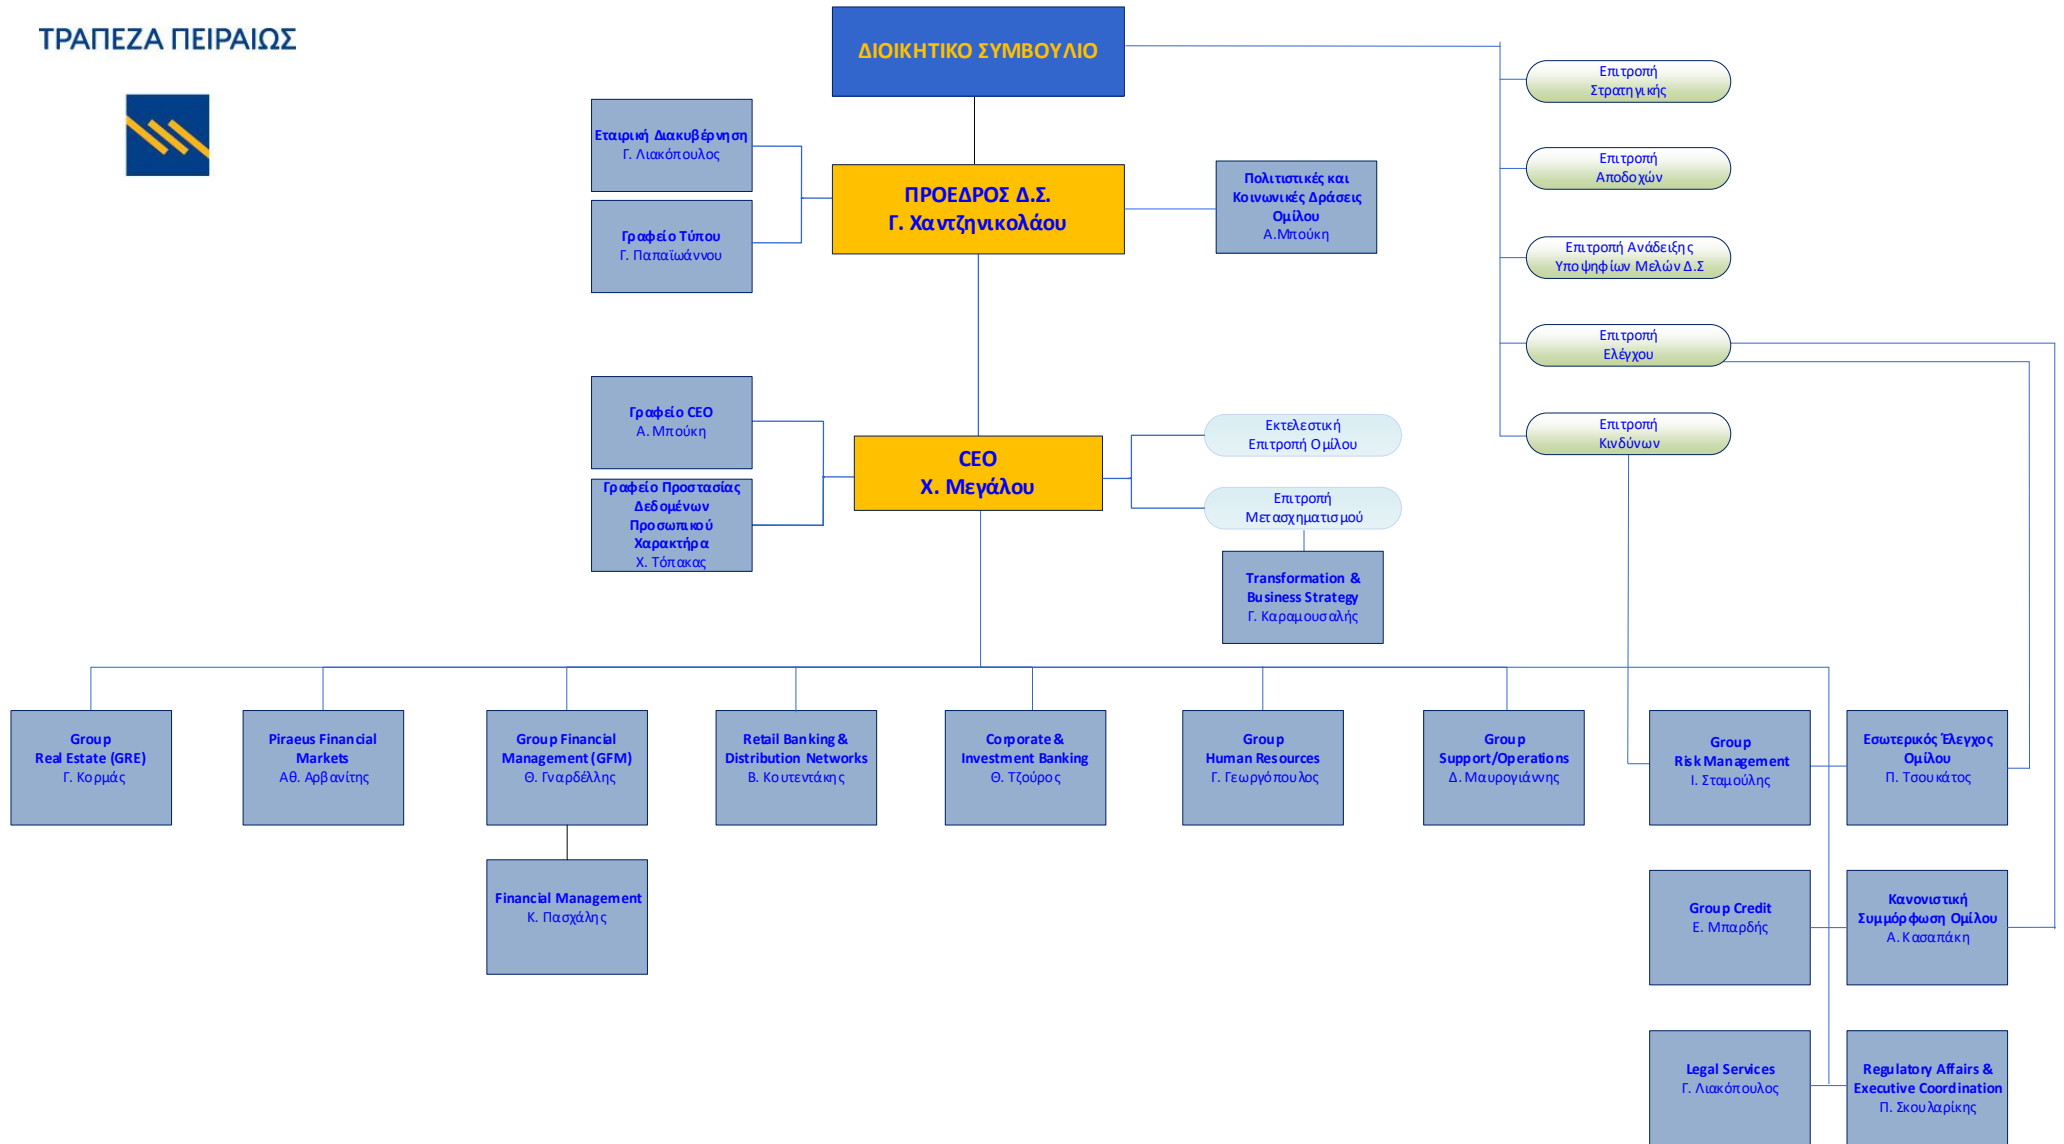 ΤΡΑΠΕΖΑ ΠΕΙΡΑΙΩΣ
ΔΙΟΙΚΗΤΙΚΟ ΣΥΜΒΟΥΛΙΟ
Επιτροπή
Στρατηγικής
Εταιρική Διακυβέρνηση
Γ. Λιακόπουλος
Επιτροπή
Αποδοχών
ΠΡΟΕΔΡΟΣ Δ.Σ.
Γ. Χαντζηνικολάου
Πολιτιστικές και
Κοινωνικές Δράσεις
Ομίλου
Α.Μπούκη
Γραφείο Τύπου
Γ. Παπαϊωάννου
Επιτροπή Ανάδειξης
Υποψηφίων Μελών Δ.Σ
Επιτροπή
Ελέγχου
Γραφείο CEO
Α. Μπούκη
Εκτελεστική
Επιτροπή Ομίλου
Επιτροπή
Κινδύνων
CEO
Χ. Μεγάλου
Γραφείο Προστασίας
Δεδομένων
Προσωπικού
Χαρακτήρα
Χ. Τόπακας
Επιτροπή
Μετασχηματισμού
Transformation &
Business Strategy
Γ. Καραμουσαλής
Group
Real Estate (GRE)
Γ. Κορμάς
Piraeus Financial
Markets
Αθ. Αρβανίτης
Group Financial
Management (GFM)
Θ. Γναρδέλλης
Retail Banking &
Distribution Networks
Β. Κουτεντάκης
Corporate &
Investment Banking
Θ. Τζούρος
Group
Human Resources
Γ. Γεωργόπουλος
Group
Support/Operations
Δ. Μαυρογιάννης
Group
Risk Management
Ι. Σταμούλης
Εσωτερικός Έλεγχος
Ομίλου
Π. Τσουκάτος
Financial Management
Κ. Πασχάλης
Group Credit
Ε. Μπαρδής
Κανονιστική
Συμμόρφωση Ομίλου
Α. Κασαπάκη
Legal Services
Γ. Λιακόπουλος
Regulatory Affairs &
Executive Coordination
Π. Σκουλαρίκης